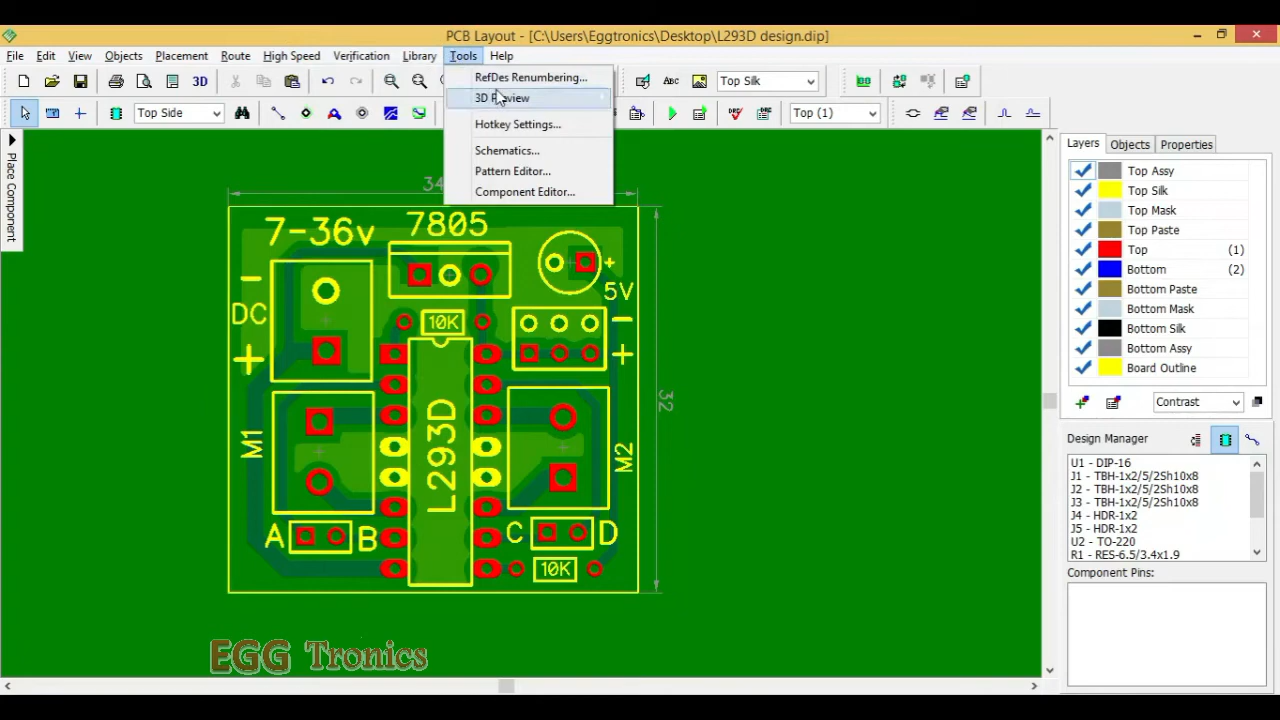 PCB Layout - [C:\Users\Eggtronics\Desktop\L293D design.dip]
File Edit Objects Placement Route High Speed Verification Library Tools Help
3D Abc Top Silk
Top Side Top (1)
RefDes Renumbering...
3D Preview
Hotkey Settings...
Schematics...
Pattern Editor...
Component Editor...
Place Component
34
32
7-36v 7805
- DC +
+ 5V
- +
10K
L293D
M1 M2
A B C D
10K
EGG Tronics
Layers Objects Properties
Top Assy
Top Silk
Top Mask
Top Paste
Top (1)
Bottom (2)
Bottom Paste
Bottom Mask
Bottom Silk
Bottom Assy
Board Outline
Contrast
Design Manager
U1 - DIP-16
J1 - TBH-1x2/5/2Sh10x8
J2 - TBH-1x2/5/2Sh10x8
J3 - TBH-1x2/5/2Sh10x8
J4 - HDR-1x2
J5 - HDR-1x2
U2 - TO-220
R1 - RES-6.5/3.4x1.9
Component Pins: